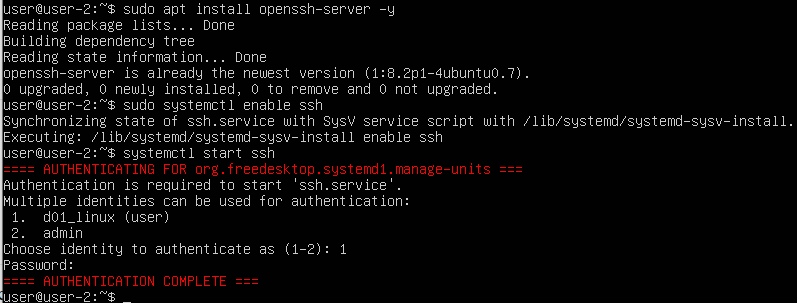 user@user-2:~$ sudo apt install openssh-server -y
Reading package lists... Done
Building dependency tree
Reading state information... Done
openssh-server is already the newest version (1:8.2p1-4ubuntu0.7).
0 upgraded, 0 newly installed, 0 to remove and 0 not upgraded.
user@user-2:~$ sudo systemctl enable ssh
Synchronizing state of ssh.service with SysV service script with /lib/systemd/systemd-sysv-install.
Executing: /lib/systemd/systemd-sysv-install enable ssh
user@user-2:~$ systemctl start ssh
==== AUTHENTICATING FOR org.freedesktop.systemd1.manage-units ===
Authentication is required to start 'ssh.service'.
Multiple identities can be used for authentication:
 1.  d01_linux (user)
 2.  admin
Choose identity to authenticate as (1-2): 1
Password:
==== AUTHENTICATION COMPLETE ===
user@user-2:~$ _